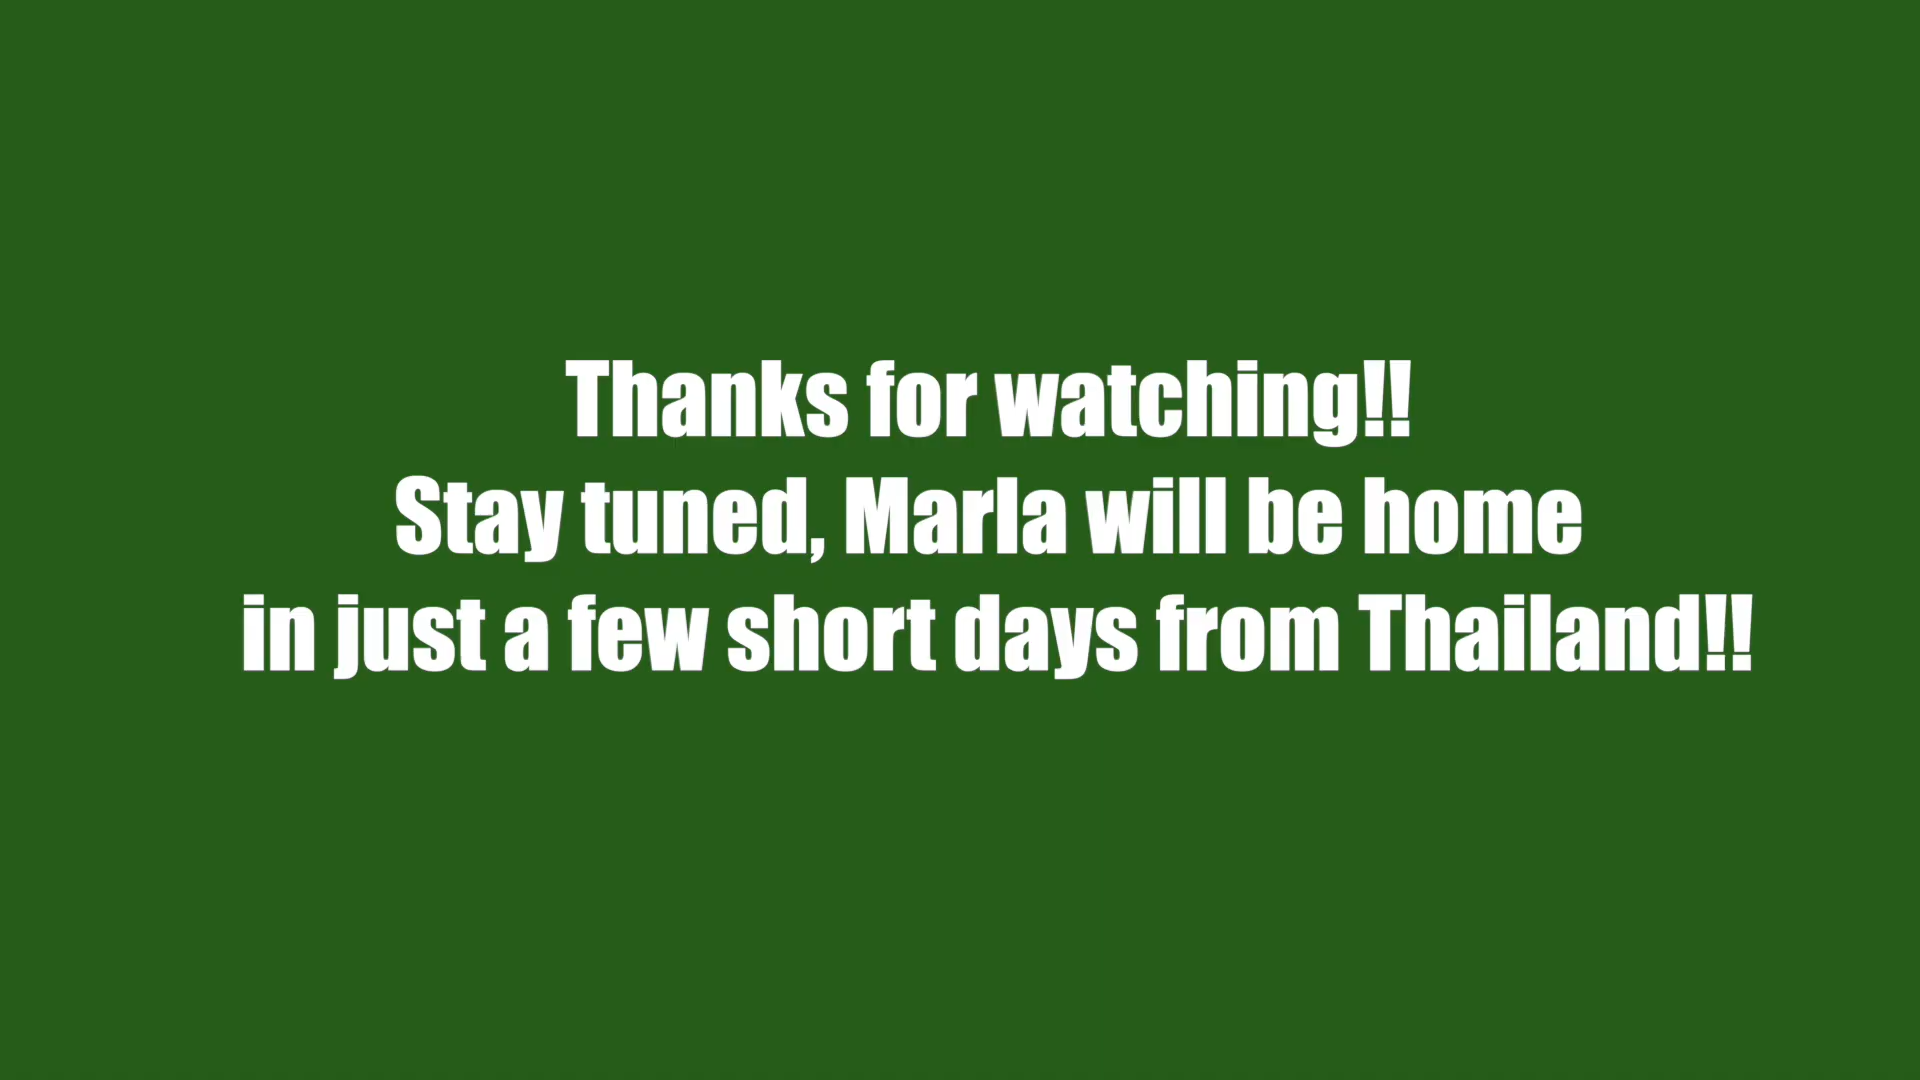 Thanks for watching!!
Stay tuned, Marla will be home
in just a few short days from Thailand!!